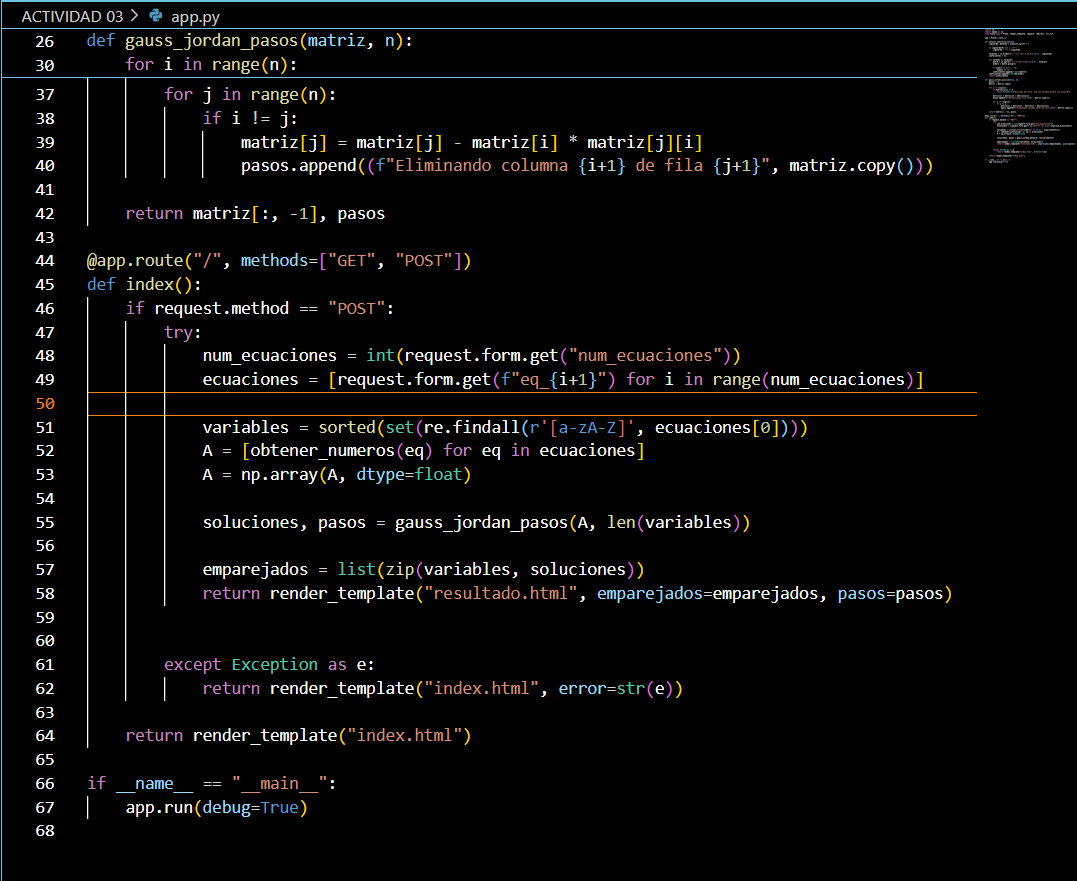 ACTIVIDAD 03 > app.py
26 def gauss_jordan_pasos(matriz, n):
30     for i in range(n):
37         for j in range(n):
38             if i != j:
39                 matriz[j] = matriz[j] - matriz[i] * matriz[j][i]
40                 pasos.append((f"Eliminando columna {i+1} de fila {j+1}", matriz.copy()))
41
42     return matriz[:, -1], pasos
43
44 @app.route("/", methods=["GET", "POST"])
45 def index():
46     if request.method == "POST":
47         try:
48             num_ecuaciones = int(request.form.get("num_ecuaciones"))
49             ecuaciones = [request.form.get(f"eq_{i+1}") for i in range(num_ecuaciones)]
50
51             variables = sorted(set(re.findall(r'[a-zA-Z]', ecuaciones[0])))
52             A = [obtener_numeros(eq) for eq in ecuaciones]
53             A = np.array(A, dtype=float)
54
55             soluciones, pasos = gauss_jordan_pasos(A, len(variables))
56
57             emparejados = list(zip(variables, soluciones))
58             return render_template("resultado.html", emparejados=emparejados, pasos=pasos)
59
60
61         except Exception as e:
62             return render_template("index.html", error=str(e))
63
64     return render_template("index.html")
65
66 if __name__ == "__main__":
67     app.run(debug=True)
68